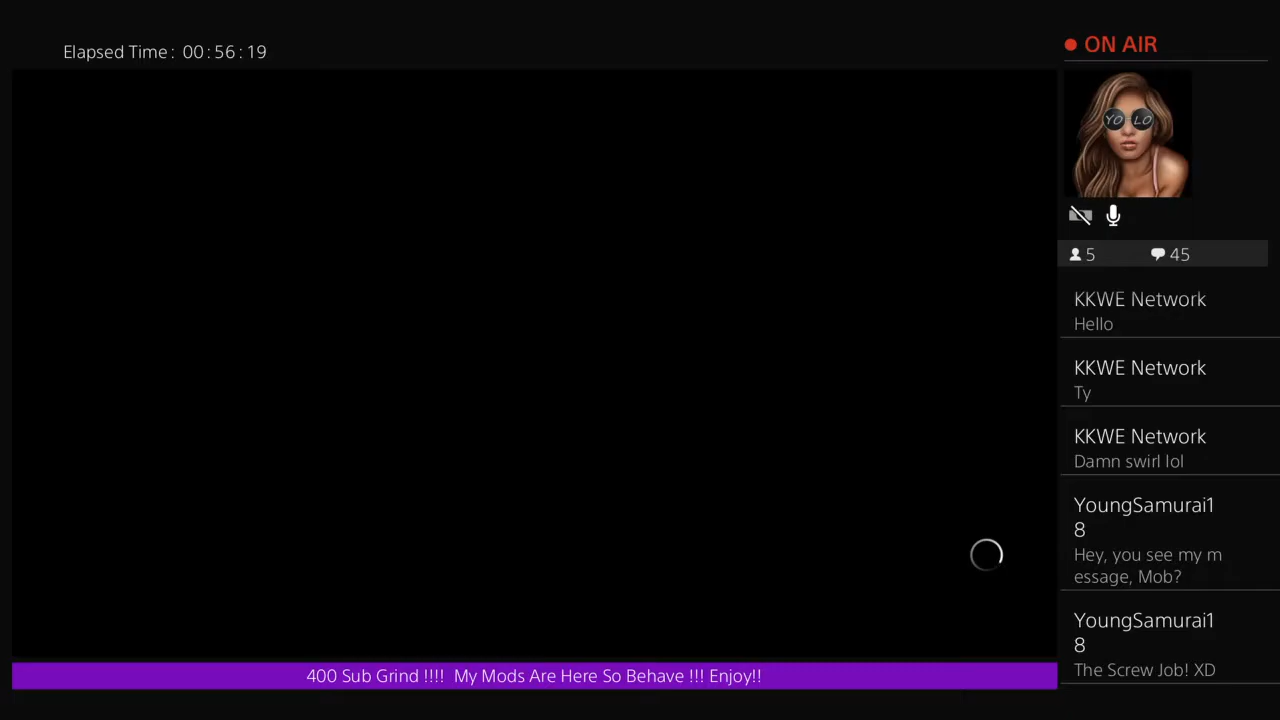 Elapsed Time: 00:56:19
ON AIR
YO LO
5 45
KKWE Network
Hello
KKWE Network
Ty
KKWE Network
Damn swirl lol
YoungSamurai1
8
Hey, you see my m
essage, Mob?
YoungSamurai1
8
The Screw Job! XD
400 Sub Grind !!!! My Mods Are Here So Behave !!! Enjoy!!